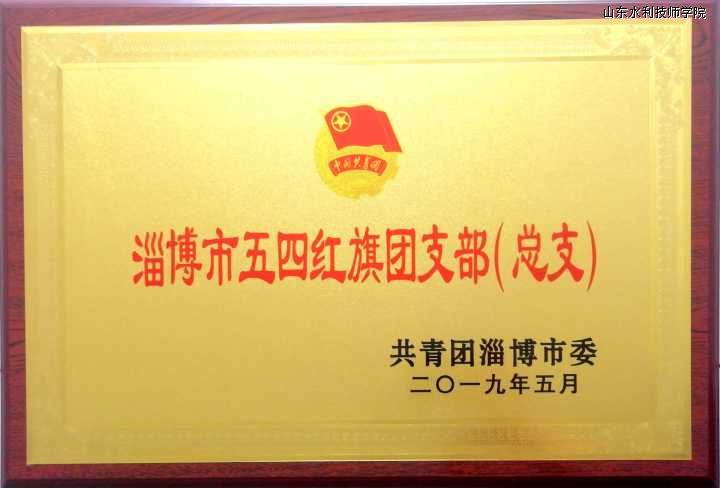 山东水利技师学院
中国共青团
淄博市五四红旗团支部(总支)
共青团淄博市委
二〇一九年五月